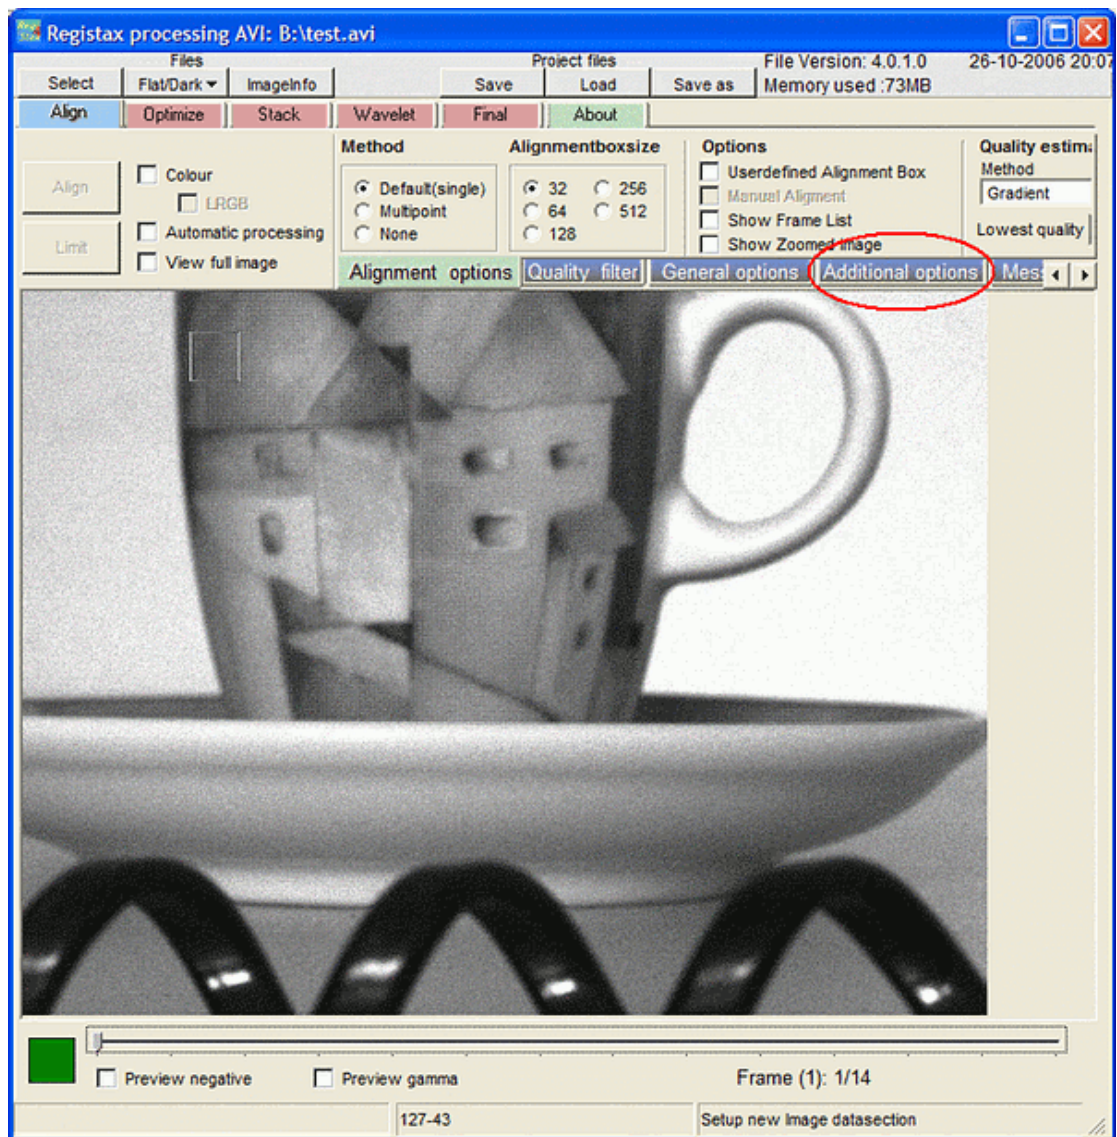 Registax processing AVI: B:\test.avi
Files Project files File Version: 4.0.1.0 26-10-2006 20:07
Select Flat/Dark ImageInfo Save Load Save as Memory used :73MB
Align Optimize Stack Wavelet Final About
Method Alignmentboxsize Options Quality estima
Align Colour Default(single) 32 256 Userdefined Alignment Box Method
LRGB Multipoint 64 512 Manual Aligment Gradient
Limit Automatic processing None 128 Show Frame List Lowest quality
View full image Show Zoomed Image
Alignment options Quality filter General options Additional options Mess
Preview negative Preview gamma Frame (1): 1/14
127-43 Setup new Image datasection